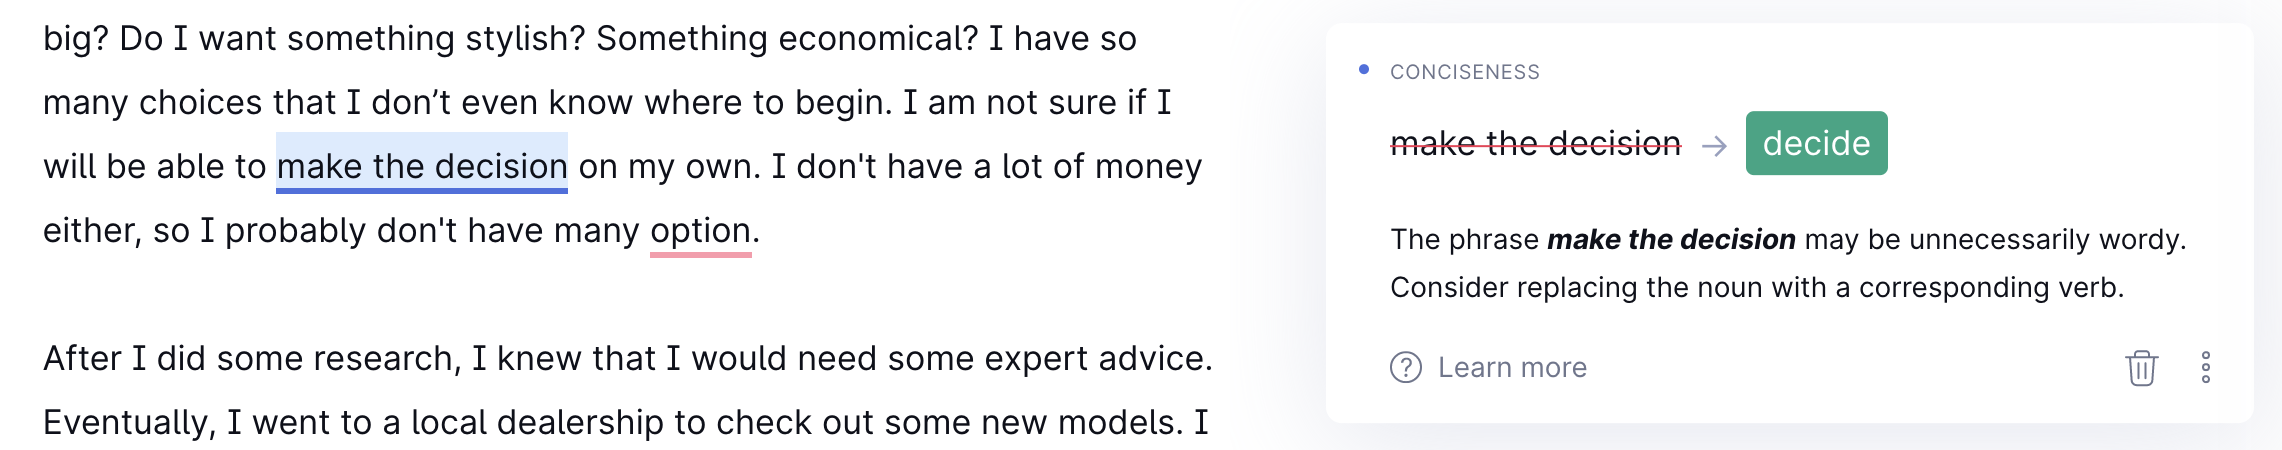 big? Do I want something stylish? Something economical? I have so
many choices that I don’t even know where to begin. I am not sure if I
will be able to make the decision on my own. I don't have a lot of money
either, so I probably don't have many option.
After I did some research, I knew that I would need some expert advice.
Eventually, I went to a local dealership to check out some new models. I
CONCISENESS
make the decision → decide
The phrase make the decision may be unnecessarily wordy.
Consider replacing the noun with a corresponding verb.
Learn more